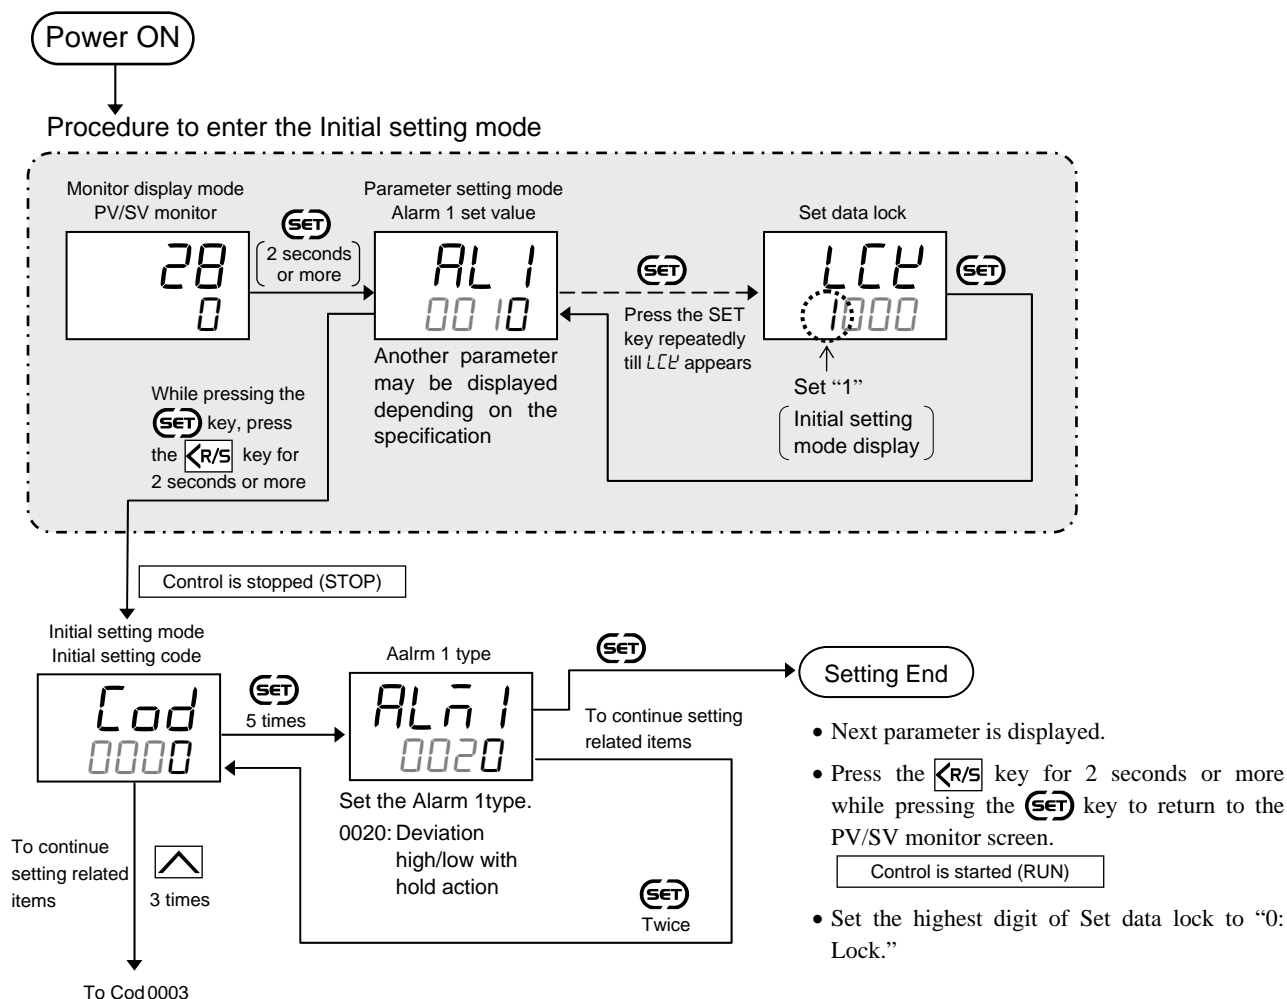 Power ON
Procedure to enter the Initial setting mode
Monitor display mode
PV/SV monitor
28
0
SET
2 seconds
or more
Parameter setting mode
Alarm 1 set value
AL1
0010
Another parameter
may be displayed
depending on the
specification
SET
Press the SET
key repeatedly
till LCK appears
Set data lock
LCK
1000
SET
Set “1”
Initial setting
mode display
While pressing the
SET key, press
the <R/S key for
2 seconds or more
Control is stopped (STOP)
Initial setting mode
Initial setting code
Cod
0000
SET
5 times
Aalrm 1 type
ALM1
0020
Set the Alarm 1type.
0020: Deviation
high/low with
hold action
SET
To continue setting
related items
SET
Twice
To continue
setting related
items
3 times
To Cod 0003
Setting End
• Next parameter is displayed.
• Press the <R/S key for 2 seconds or more
while pressing the SET key to return to the
PV/SV monitor screen.
Control is started (RUN)
• Set the highest digit of Set data lock to “0:
Lock.”